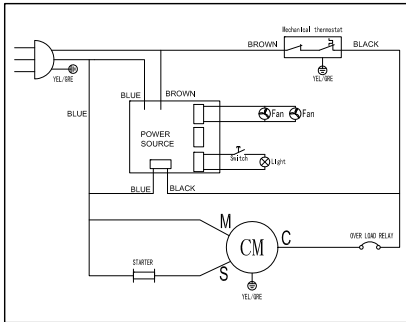 Mechanical thermostat
BROWN
BLACK
YEL/GRE
YEL/GRE
BLUE
BROWN
BLUE
Fan
Fan
POWER
SOURCE
Switch
Light
BLUE
BLACK
M
C
OVER LOAD RELAY
CM
STARTER
S
YEL/GRE